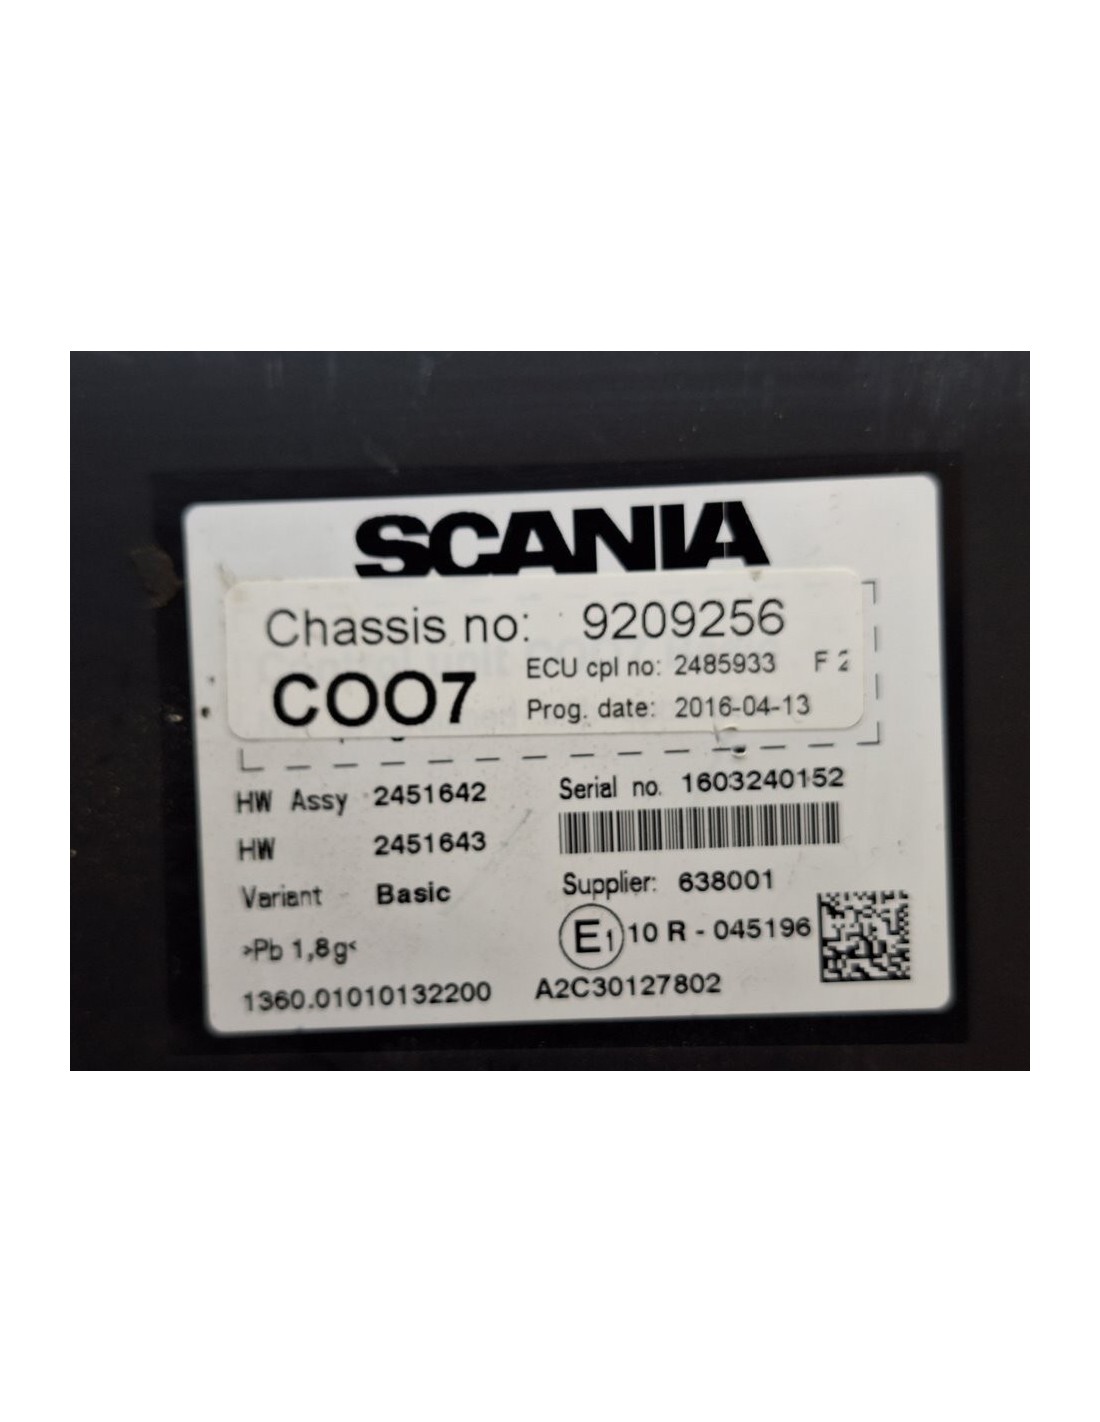 SCANIA
Chassis no: 9209256
ECU cpl no: 2485933 F 2
COO7
Prog. date: 2016-04-13
HW Assy 2451642
Serial no. 1603240152
HW 2451643
Variant Basic
Supplier: 638001
E1 10 R - 045196
>Pb 1,8g<
1360.01010132200 A2C30127802